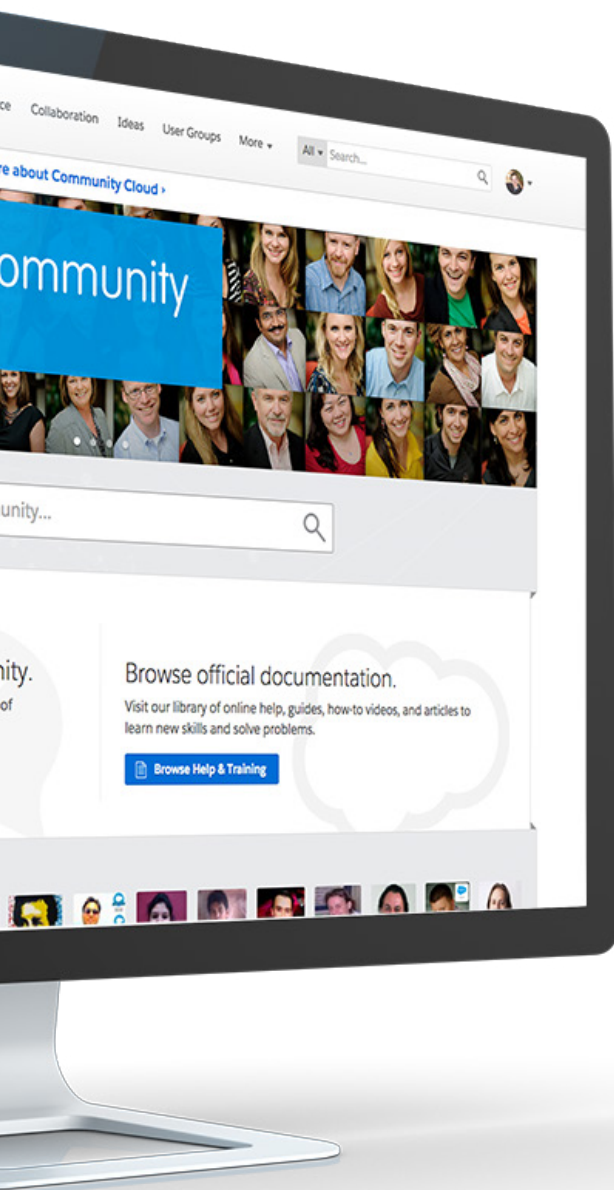 ce Collaboration Ideas User Groups More All Search...
re about Community Cloud ›
ommunity
unity...
nity.
of
Browse official documentation.
Visit our library of online help, guides, how-to videos, and articles to
learn new skills and solve problems.
Browse Help & Training